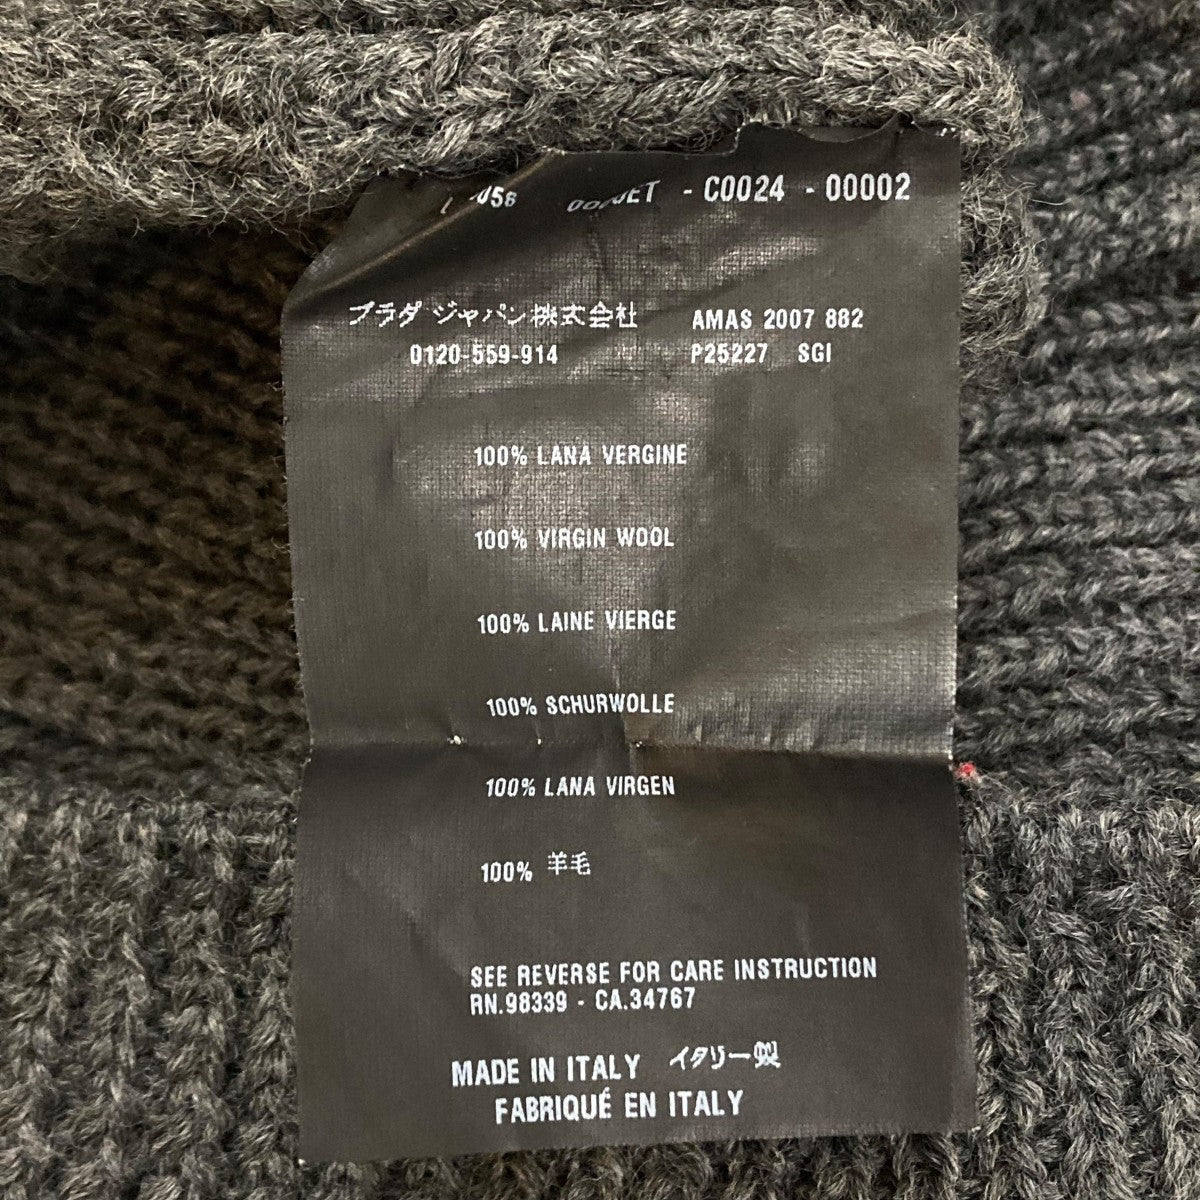 - C0024 - 00002
プラダ ジャパン株式会社
0120-559-914
AMAS 2007 882
P25227 SGI
100% LANA VERGINE
100% VIRGIN WOOL
100% LAINE VIERGE
100% SCHURWOLLE
100% LANA VIRGEN
100% 羊毛
SEE REVERSE FOR CARE INSTRUCTION
RN.98339 - CA.34767
MADE IN ITALY イタリー製
FABRIQUÉ EN ITALY